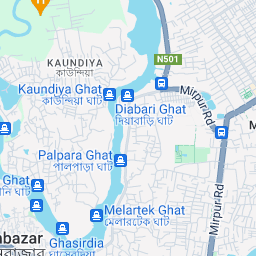 KAUNDIYA
কাউন্দিয়া
N501
Kaundiya Ghat
কাউন্দিয়া ঘাট
Diabari Ghat
দিয়াবাড়ি ঘাট
Mirpur Rd
Palpara Ghat
পালপাড়া ঘাট
Mirpur Rd
Ghat
ঘাট
Melartek Ghat
মেলারটেক ঘাট
Ghasirdia